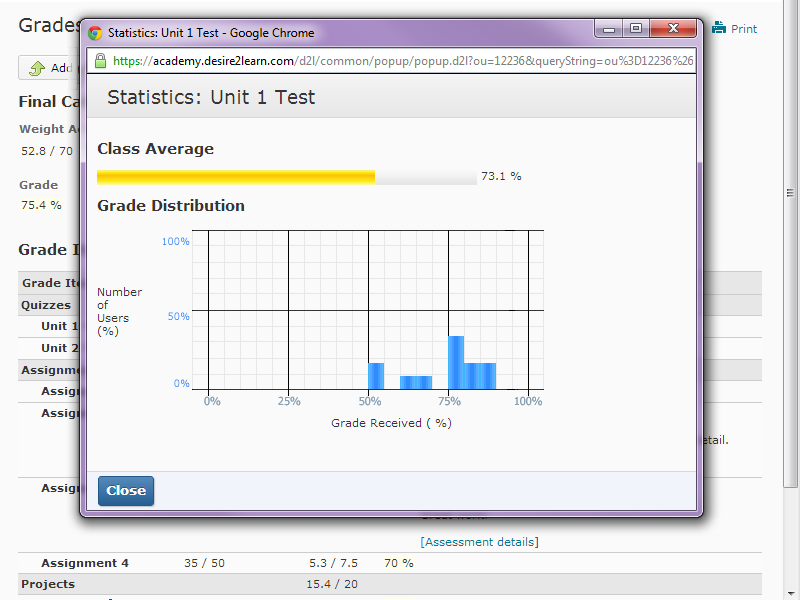 Grades
Print
Add
Final Ca
Weight A
52.8 / 70
Grade
75.4 %
Grade I
Grade Ite
Quizzes
Unit 1
Unit 2
Assignme
Assig
Assig
etail.
Assig
[Assessment details]
Assignment 4 35 / 50 5.3 / 7.5 70 %
Projects 15.4 / 20
Statistics: Unit 1 Test - Google Chrome
https://academy.desire2learn.com/d2l/common/popup/popup.d2l?ou=12236&queryString=ou%3D12236%26
Statistics: Unit 1 Test
Class Average
73.1 %
Grade Distribution
100%
Number
of
Users
(%)
50%
0%
0% 25% 50% 75% 100%
Grade Received ( %)
Close